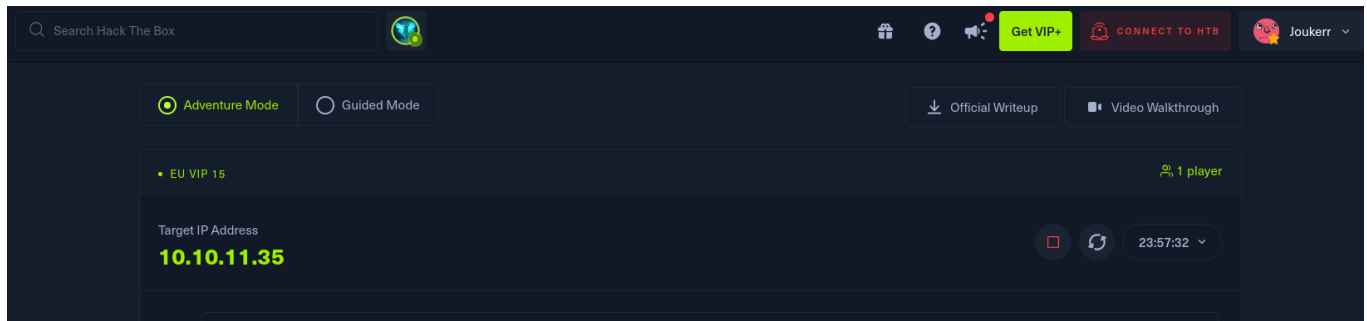 Search Hack The Box
Get VIP+
CONNECT TO HTB
Joukerr
Adventure Mode
Guided Mode
Official Writeup
Video Walkthrough
EU VIP 15
1 player
Target IP Address
10.10.11.35
23:57:32